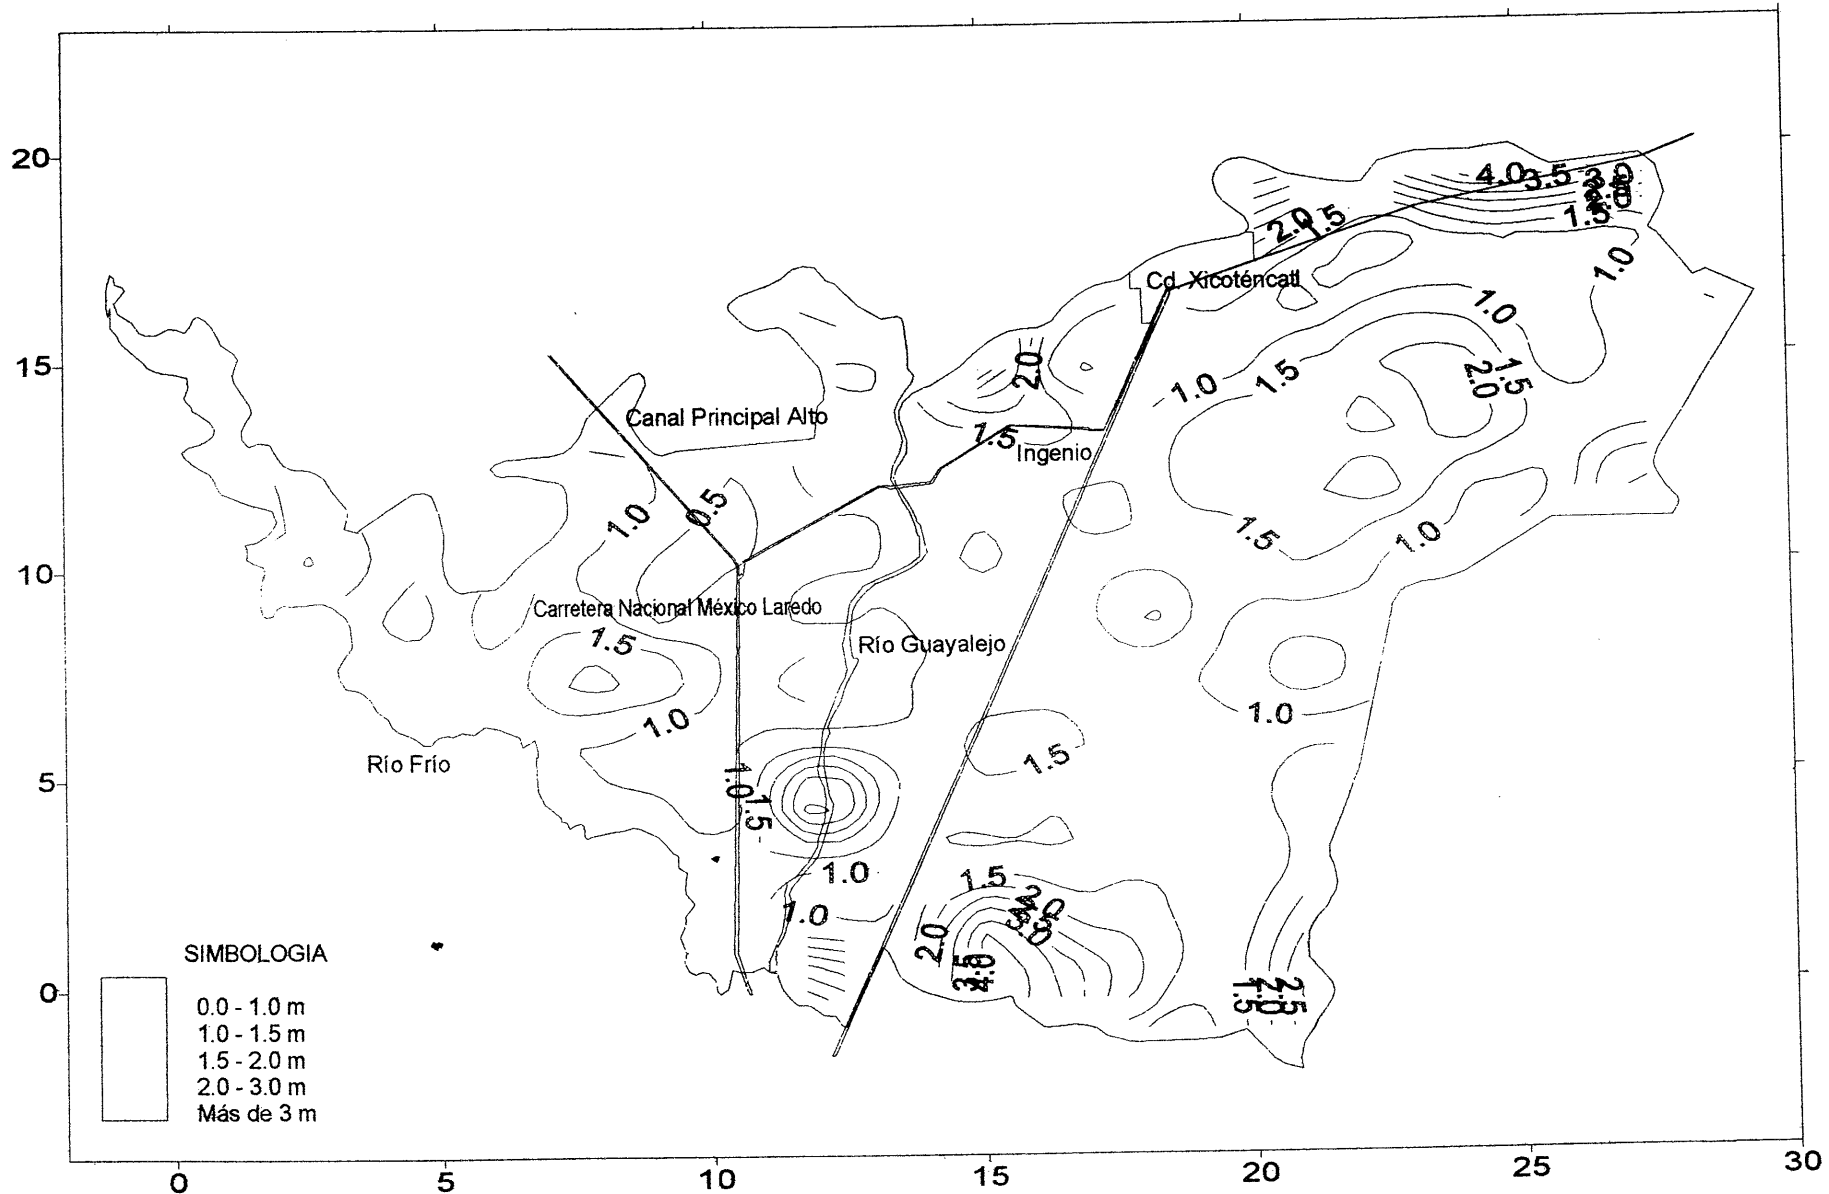 20
4.0
3.5
3.0
1.5
2.0
1.5
1.0
Cd. Xicoténcatl
1.0
15
2.0
1.0
1.5
2.0
1.5
Canal Principal Alto
1.5
Ingenio
1.0
0.5
1.5
1.0
10
Carretera Nacional México Laredo
1.5
Río Guayalejo
1.0
1.0
Río Frío
1.5
5
1.0
1.5
1.0
1.5
2.0
1.0
3.0
2.0
SIMBOLOGIA
0
1.5
2.0
2.5
0.0 - 1.0 m
1.0 - 1.5 m
1.5 - 2.0 m
2.0 - 3.0 m
Más de 3 m
0 5 10 15 20 25 30